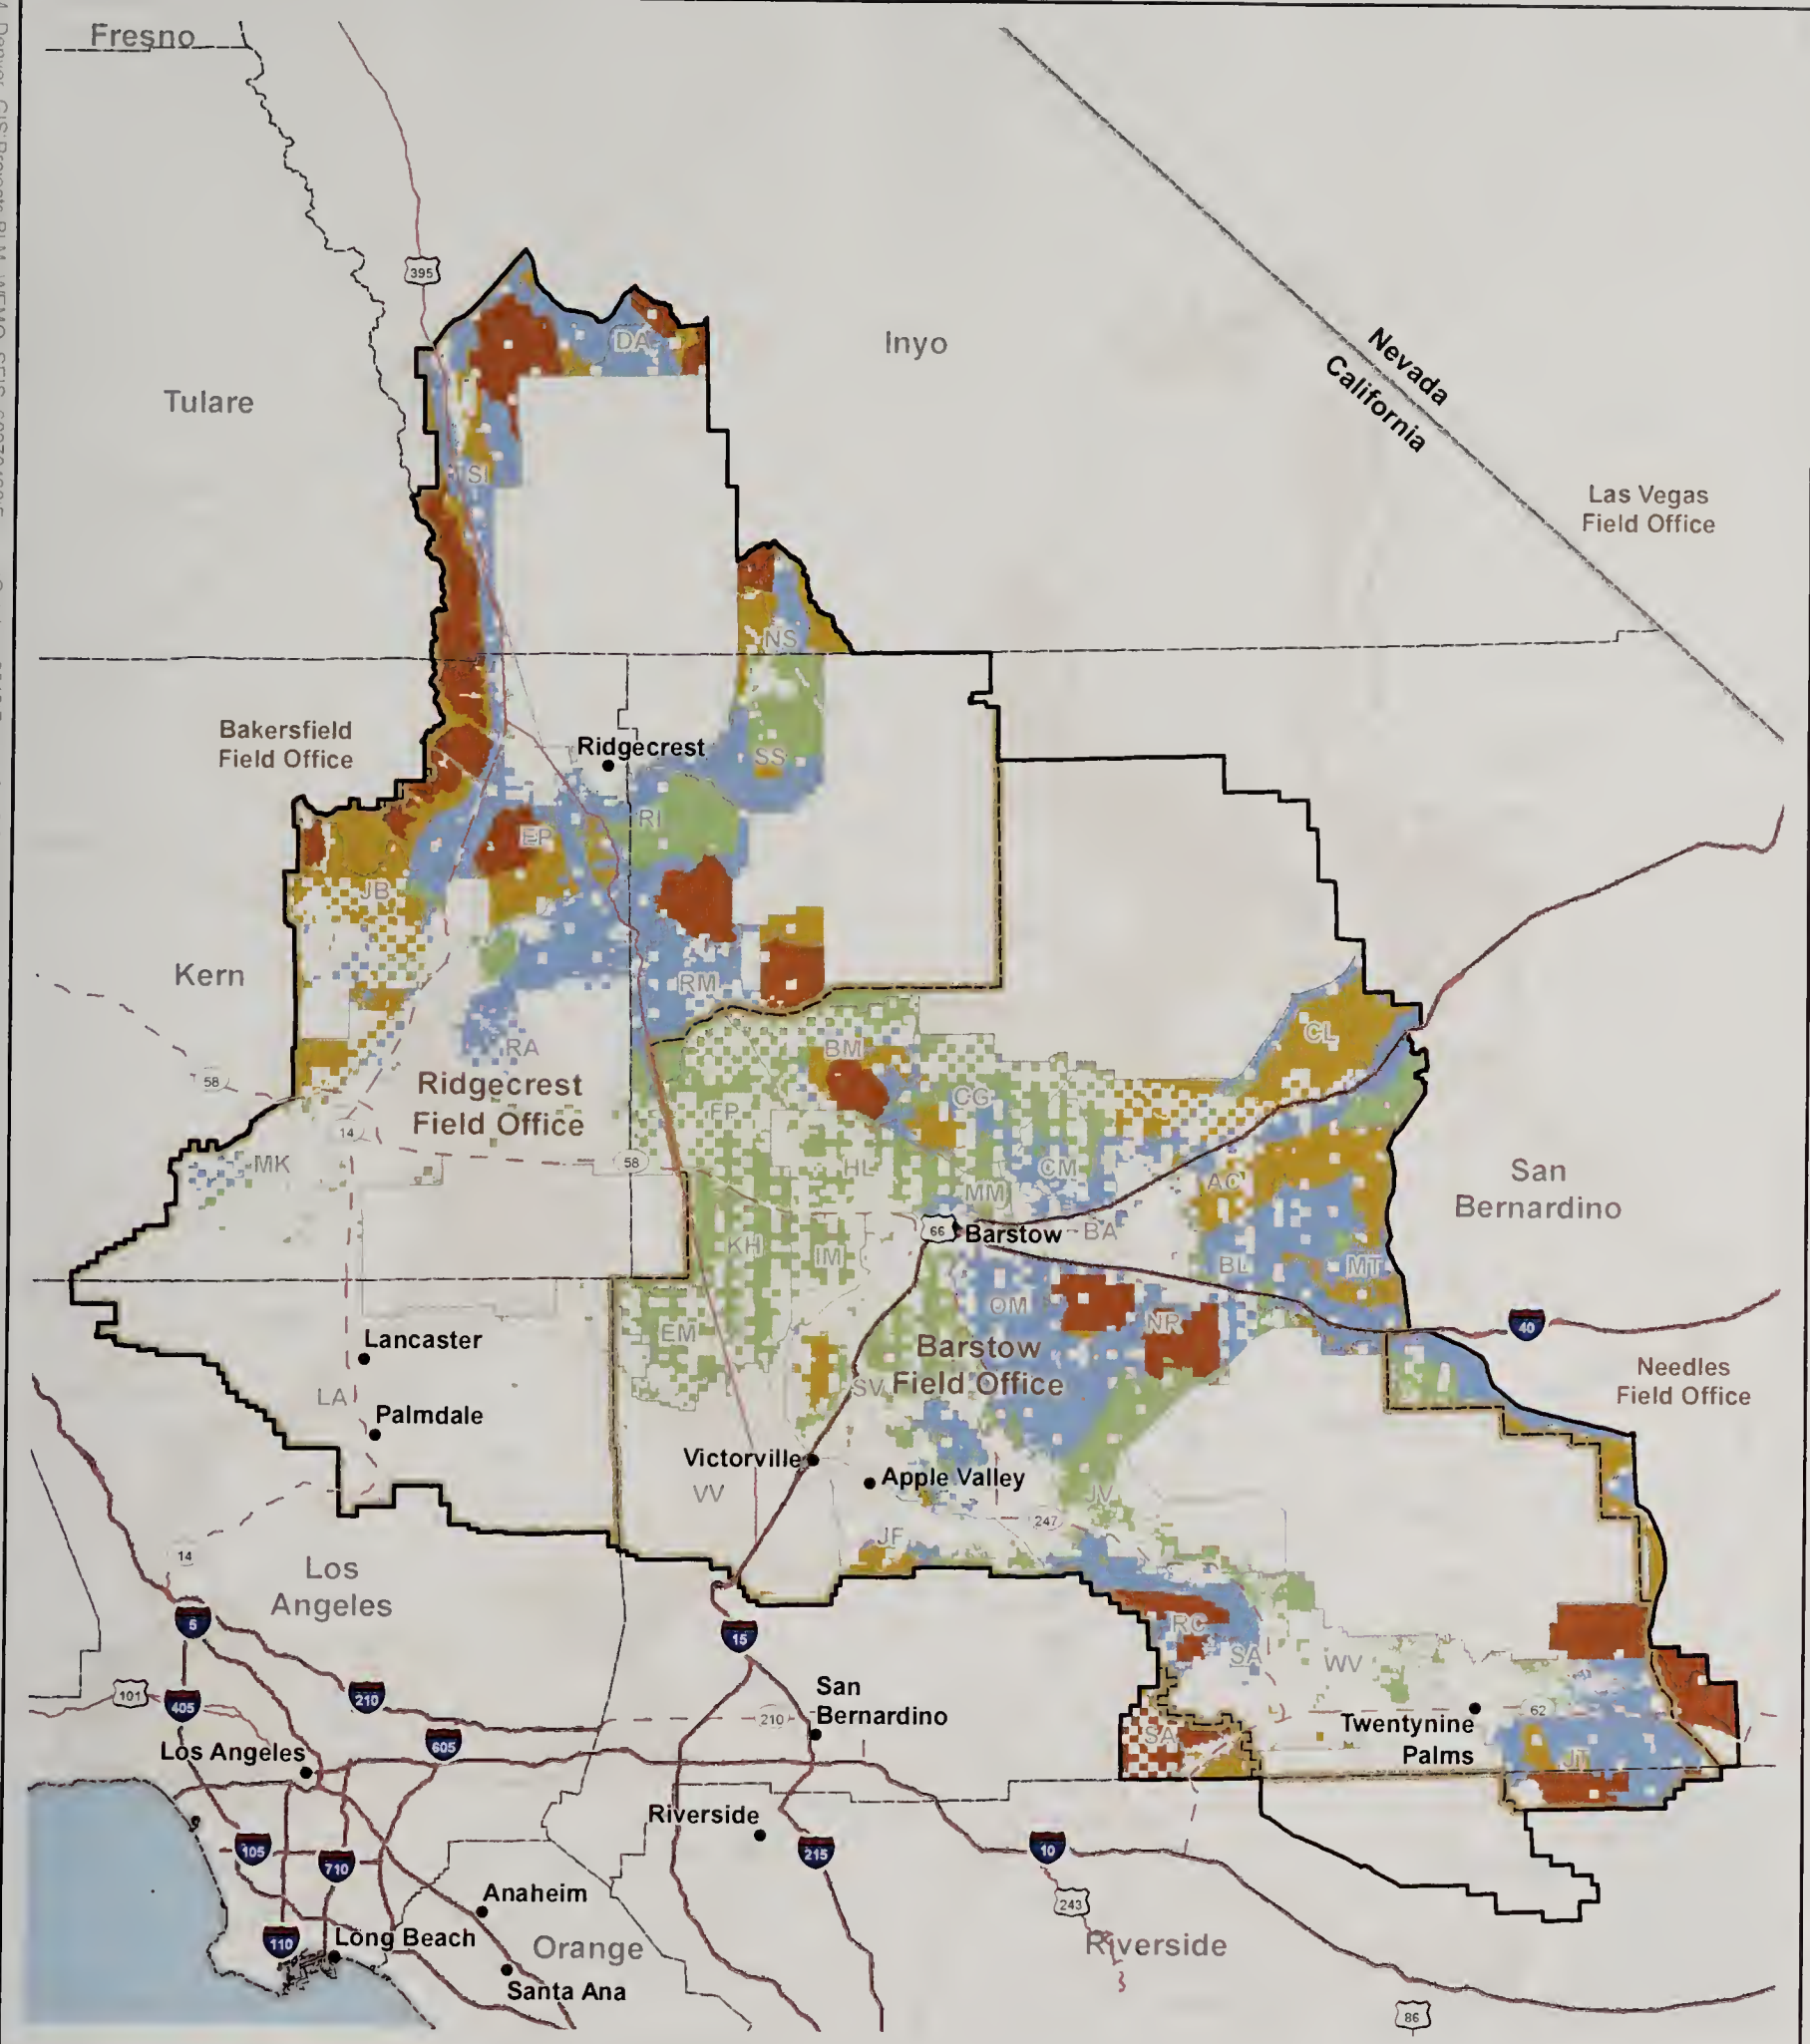 Fresno
395
Inyo
DA
Nevada
California
Tulare
SI
Las Vegas
Field Office
NS
Bakersfield
Field Office
Ridgecrest
SS
RI
EP
JB
Kern
RM
CL
RA
BM
58
Ridgecrest
Field Office
CG
FP
14
MK
58
HL
CM
MM
AC
San
Bernardino
66
Barstow
BA
KH
IM
BL
MT
OM
NR
EM
Barstow
Field Office
40
Lancaster
LA
SV
Needles
Field Office
Palmdale
Victorville
Apple Valley
VV
JV
247
JF
14
Los
Angeles
5
15
RC
SA
WV
101
405
210
San
Bernardino
210
62
Twentynine
Palms
SA
JT
605
Los Angeles
Riverside
105
710
215
10
Anaheim
243
110
Long Beach
Orange
Riverside
Santa Ana
86